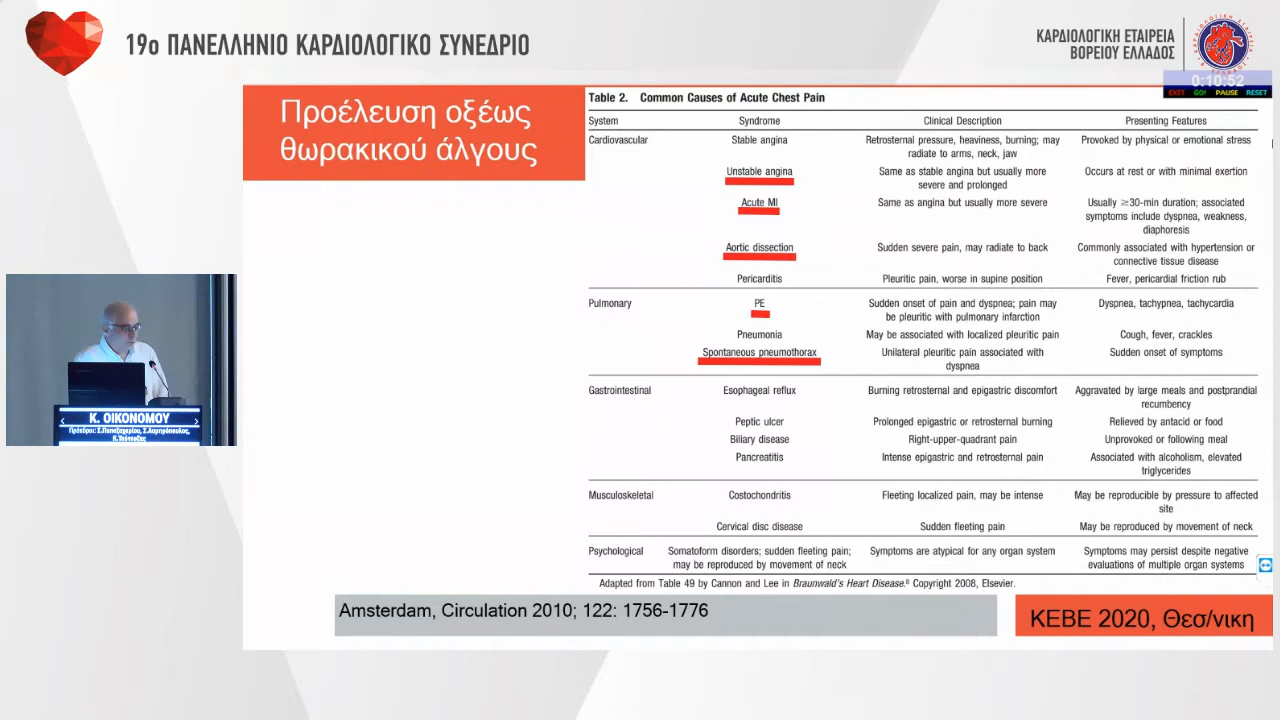 19ο ΠΑΝΕΛΛΗΝΙΟ ΚΑΡΔΙΟΛΟΓΙΚΟ ΣΥΝΕΔΡΙΟ
ΚΑΡΔΙΟΛΟΓΙΚΗ ΕΤΑΙΡΕΙΑ
ΒΟΡΕΙΟΥ ΕΛΛΑΔΟΣ
0:10:52
EXIT GO! PAUSE RESET
Προέλευση οξέως
θωρακικού άλγους
Table 2. Common Causes of Acute Chest Pain
System Syndrome Clinical Description Presenting Features
Cardiovascular Stable angina Retrosternal pressure, heaviness, burning; may Provoked by physical or emotional stress
radiate to arms, neck, jaw
Unstable angina Same as stable angina but usually more Occurs at rest or with minimal exertion
severe and prolonged
Acute MI Same as angina but usually more severe Usually ≥30-min duration; associated
symptoms include dyspnea, weakness,
diaphoresis
Aortic dissection Sudden severe pain, may radiate to back Commonly associated with hypertension or
connective tissue disease
Pericarditis Pleuritic pain, worse in supine position Fever, pericardial friction rub
Pulmonary PE Sudden onset of pain and dyspnea; pain may Dyspnea, tachypnea, tachycardia
be pleuritic with pulmonary infarction
Pneumonia May be associated with localized pleuritic pain Cough, fever, crackles
Spontaneous pneumothorax Unilateral pleuritic pain associated with Sudden onset of symptoms
dyspnea
Gastrointestinal Esophageal reflux Burning retrosternal and epigastric discomfort Aggravated by large meals and postprandial
recumbency
Peptic ulcer Prolonged epigastric or retrosternal burning Relieved by antacid or food
Biliary disease Right-upper-quadrant pain Unprovoked or following meal
Pancreatitis Intense epigastric and retrosternal pain Associated with alcoholism, elevated
triglycerides
Musculoskeletal Costochondritis Fleeting localized pain, may be intense May be reproducible by pressure to affected
site
Cervical disc disease Sudden fleeting pain May be reproduced by movement of neck
Psychological Somatoform disorders; sudden fleeting pain; Symptoms are atypical for any organ system Symptoms may persist despite negative
may be reproduced by movement of neck evaluations of multiple organ systems
Adapted from Table 49 by Cannon and Lee in Braunwald's Heart Disease.⁶ Copyright 2008, Elsevier.
Amsterdam, Circulation 2010; 122: 1756-1776
ΚΕΒΕ 2020, Θεσ/νικη
Κ. ΟΙΚΟΝΟΜΟΥ
Πρόεδροι: Σ.Παπαζαχαρίου, Σ.Λαμπρόπουλος,